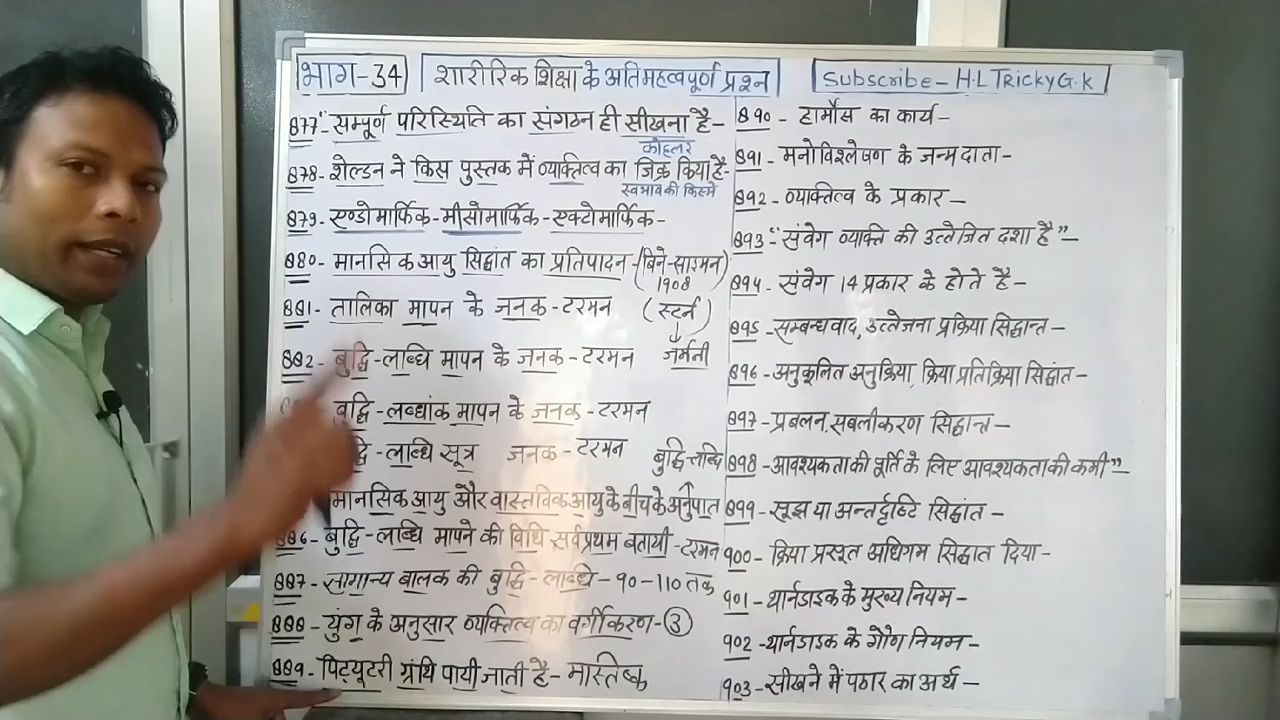 भाग-34
शारीरिक शिक्षा के अतिमहत्वपूर्ण प्रश्न
Subscribe - H.L TRicky G.K
877- "सम्पूर्ण परिस्थिति का संगठन ही सीखना है-
कोहलर
878- शेल्डन ने किस पुस्तक में व्यक्तित्व का जिक्र किया है-
स्वभाव की किस्में
879- एण्डोमार्फिक-मीसोमार्फिक-एक्टोमार्फिक-
880- मानसिक आयु सिद्वांत का प्रतिपादन-(बिने-साइमन)
1908
881- तालिका मापन के जनक-टरमन (स्टर्न)
↓
882- बुद्वि-लब्धि मापन के जनक-टरमन जर्मनी
बुद्वि-लब्धांक मापन के जनक-टरमन
लब्धि सूत्र जनक-टरमन बुद्वि-लब्धि
मानसिक आयु और वास्तविक आयु के बीच के अनुपात
886- बुद्वि-लब्धि मापने की विधि सर्वप्रथम बतायी-टरमन
887- सामान्य बालक की बुद्वि-लब्धि-90-110 तक
888- युंग के अनुसार व्यक्तित्व का वर्गीकरण-③
889- पिट्यूटरी ग्रंथि पायी जाती है-मास्तिष्क
890- हार्मोंस का कार्य-
891- मनोविश्लेषण के जन्मदाता-
892- व्यक्तित्व के प्रकार-
893- "संवेग व्यक्ति की उत्तेजित दशा है"-
894- संवेग 14 प्रकार के होते है-
895- सम्बन्धवाद, उत्तेजना प्रक्रिया सिद्वान्त-
896- अनुकूलित अनुक्रिया, क्रिया प्रतिक्रिया सिद्वांत-
897- प्रबलन, सबलीकरण सिद्वान्त-
898- आवश्यकता की पूर्ति के लिए आवश्यकता की कमी"-
899- सूझ या अन्तर्दृष्टि सिद्वांत-
900- क्रिया प्रसूत अधिगम सिद्वांत दिया-
901- थार्नडाइक के मुख्य नियम-
902- थार्नडाइक के गौण नियम-
903- सीखने में पठार का अर्थ-